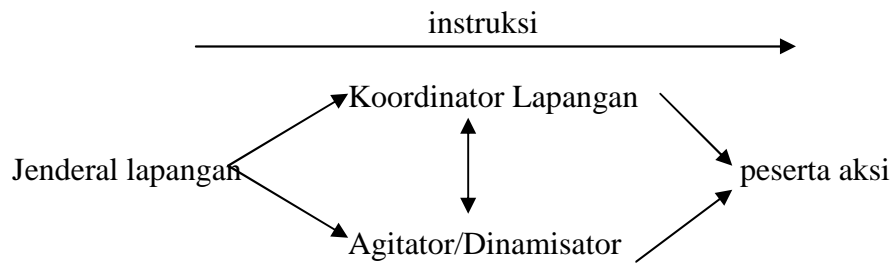 instruksi
Koordinator Lapangan
Jenderal lapangan
peserta aksi
Agitator/Dinamisator